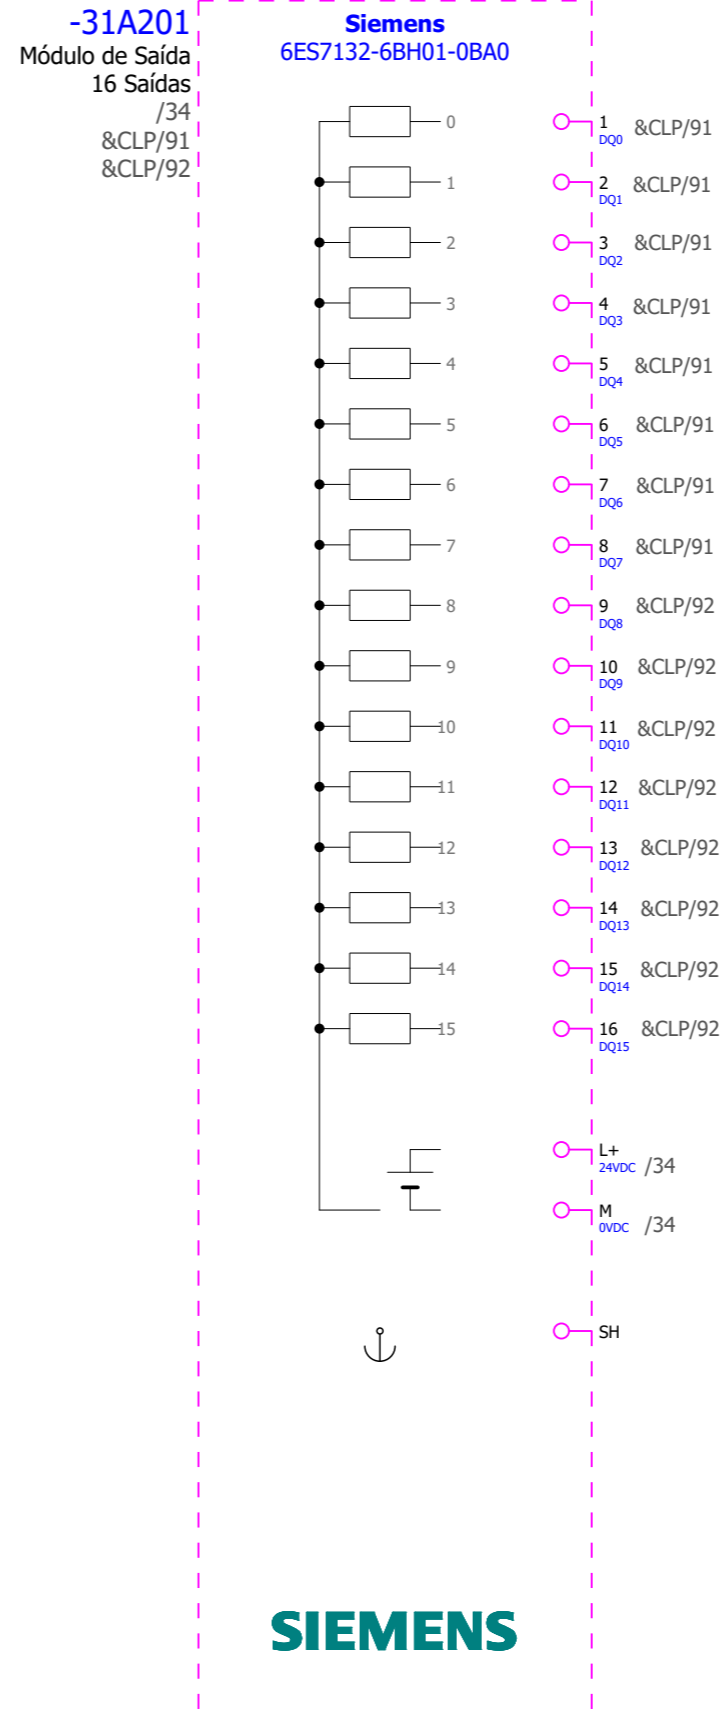 -31A201
Módulo de Saída
16 Saídas
/34
&CLP/91
&CLP/92
Siemens
6ES7132-6BH01-0BA0
0 1 &CLP/91
DQ0
1 2 &CLP/91
DQ1
2 3 &CLP/91
DQ2
3 4 &CLP/91
DQ3
4 5 &CLP/91
DQ4
5 6 &CLP/91
DQ5
6 7 &CLP/91
DQ6
7 8 &CLP/91
DQ7
8 9 &CLP/92
DQ8
9 10 &CLP/92
DQ9
10 11 &CLP/92
DQ10
11 12 &CLP/92
DQ11
12 13 &CLP/92
DQ12
13 14 &CLP/92
DQ13
14 15 &CLP/92
DQ14
15 16 &CLP/92
DQ15
L+
24VDC /34
M
0VDC /34
SH
SIEMENS